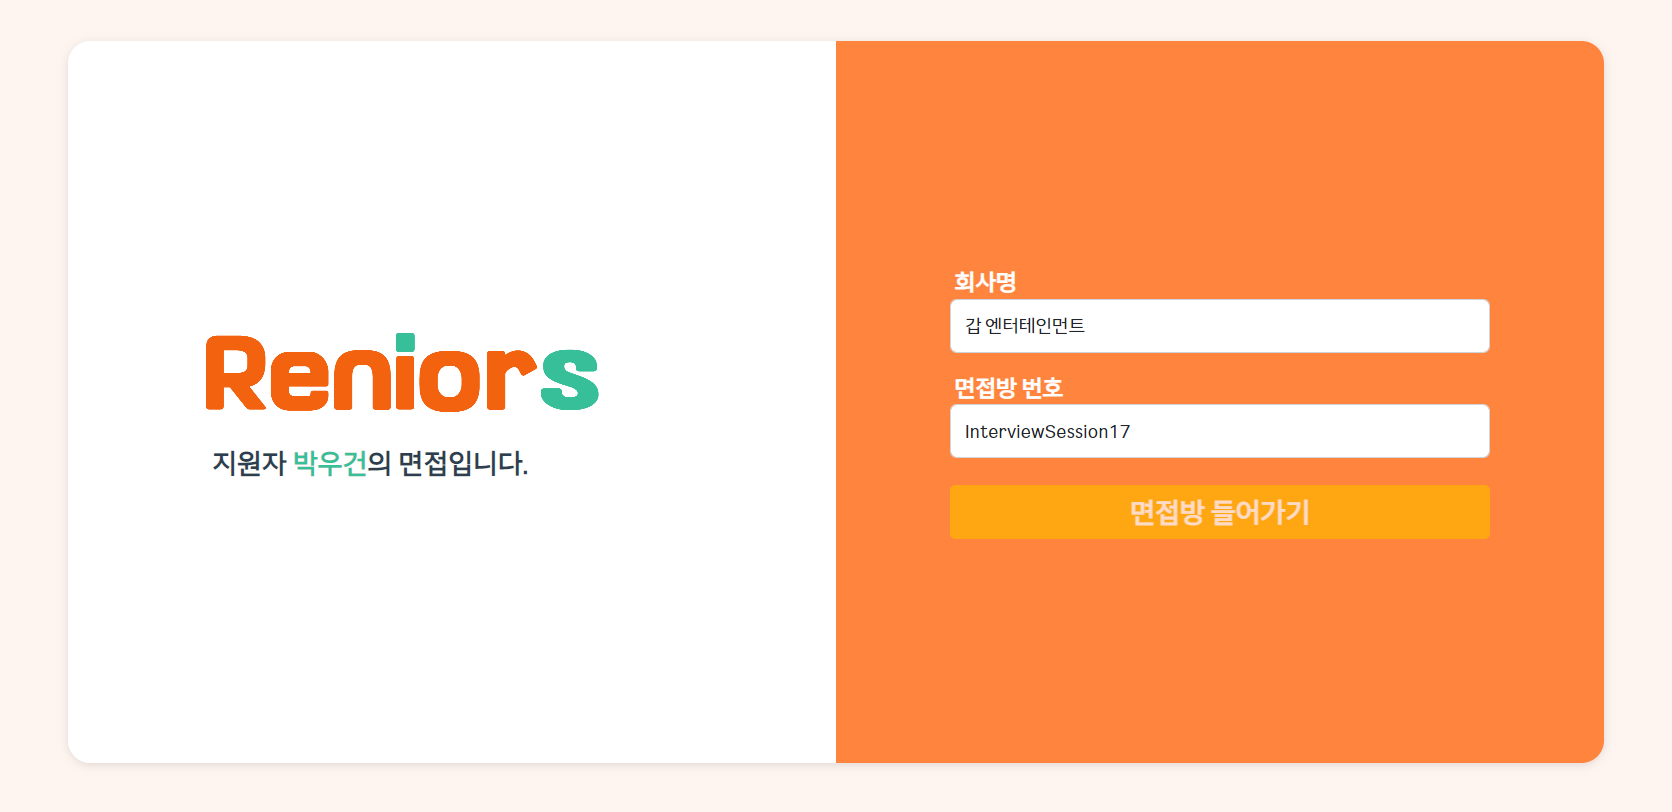 Reniors
지원자 박우건의 면접입니다.
회사명
갑 엔터테인먼트
면접방 번호
InterviewSession17
면접방 들어가기